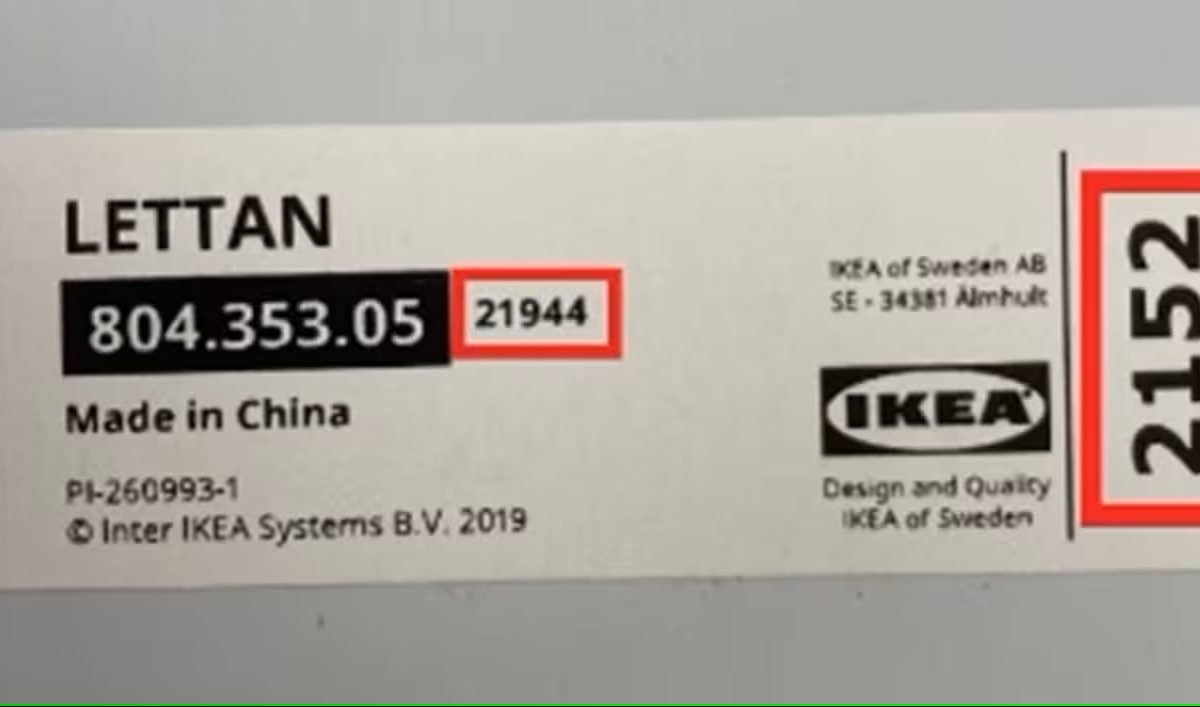 LETTAN
804.353.05 21944
Made in China
PI-260993-1
© Inter IKEA Systems B.V. 2019
IKEA of Sweden AB
SE - 34381 Älmhult
IKEA
Design and Quality
IKEA of Sweden
2152